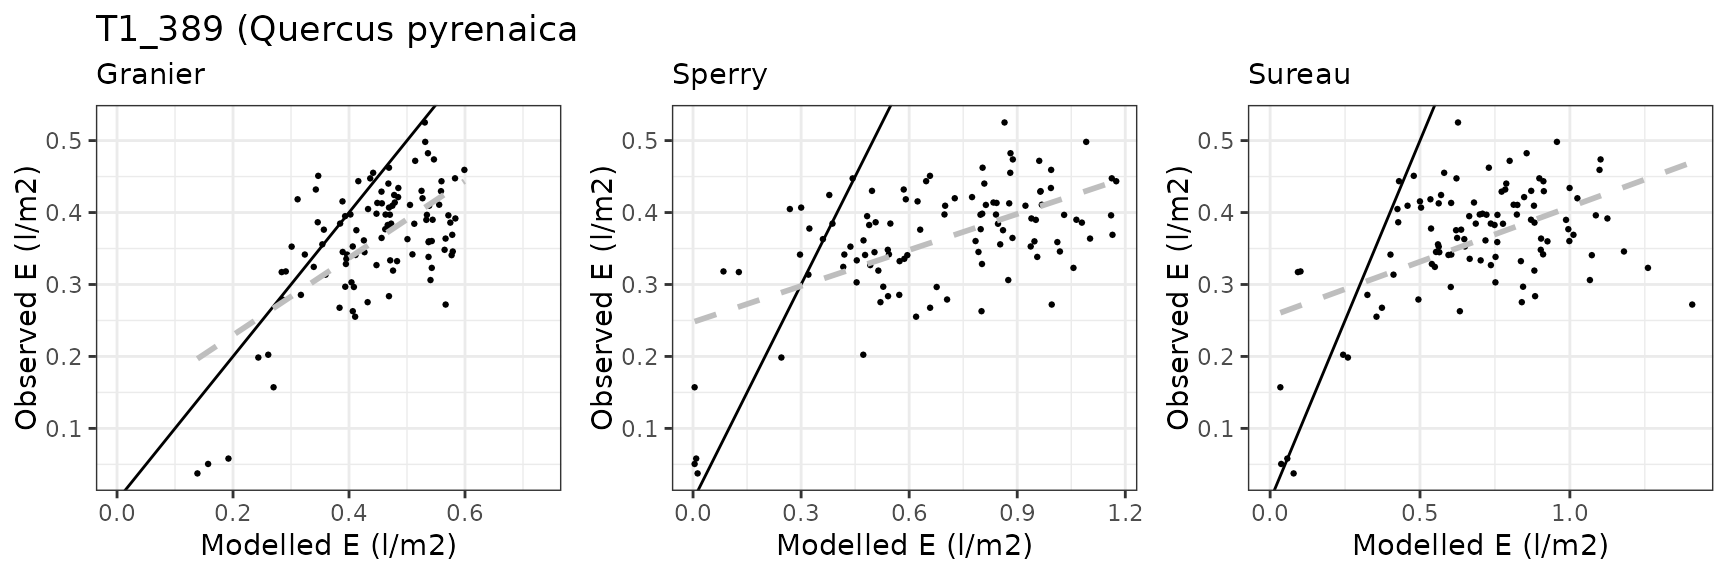 T1_389 (Quercus pyrenaica
Granier
Sperry
Sureau
Observed E (l/m2)
0.5
0.4
0.3
0.2
0.1
0.0 0.2 0.4 0.6
Modelled E (l/m2)
Observed E (l/m2)
0.5
0.4
0.3
0.2
0.1
0.0 0.3 0.6 0.9 1.2
Modelled E (l/m2)
Observed E (l/m2)
0.5
0.4
0.3
0.2
0.1
0.0 0.5 1.0
Modelled E (l/m2)